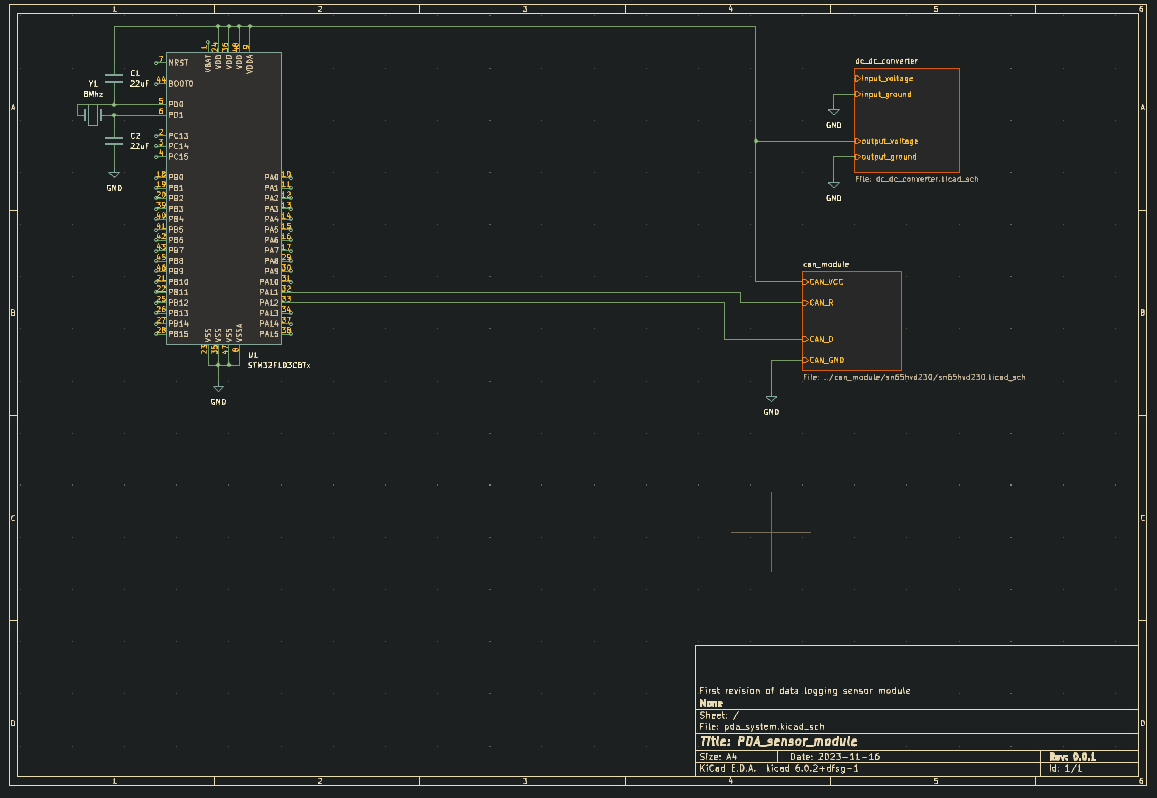 1 2 3 4 5 6
A A
B B
C C
D D
1 2 3 4 5 6
Y1
8Mhz
C1
22uF
C2
22uF
GND
1 VBAT
24 VDD
36 VDD
48 VDD
9 VDDA
7 NRST
44 BOOT0
5 PD0
6 PD1
2 PC13
3 PC14
4 PC15
18 PB0 PA0 10
19 PB1 PA1 11
20 PB2 PA2 12
39 PB3 PA3 13
40 PB4 PA4 14
41 PB5 PA5 15
42 PB6 PA6 16
43 PB7 PA7 17
45 PB8 PA8 29
46 PB9 PA9 30
21 PB10 PA10 31
22 PB11 PA11 32
25 PB12 PA12 33
26 PB13 PA13 34
27 PB14 PA14 37
28 PB15 PA15 38
23 VSS
35 VSS
47 VSS
8 VSSA
U1
STM32F103CBTx
GND
dc_dc_converter
input_voltage
input_ground
GND
output_voltage
output_ground
File: dc_dc_converter.kicad_sch
GND
can_module
CAN_VCC
CAN_R
CAN_D
CAN_GND
File: ../can_module/sn65hvd230/sn65hvd230.kicad_sch
GND
First revision of data logging sensor module
None
Sheet: /
File: pda_system.kicad_sch
Title: PDA_sensor_module
Size: A4 Date: 2023-11-16 Rev: 0.0.1
KiCad E.D.A. kicad 6.0.2+dfsg-1 Id: 1/1